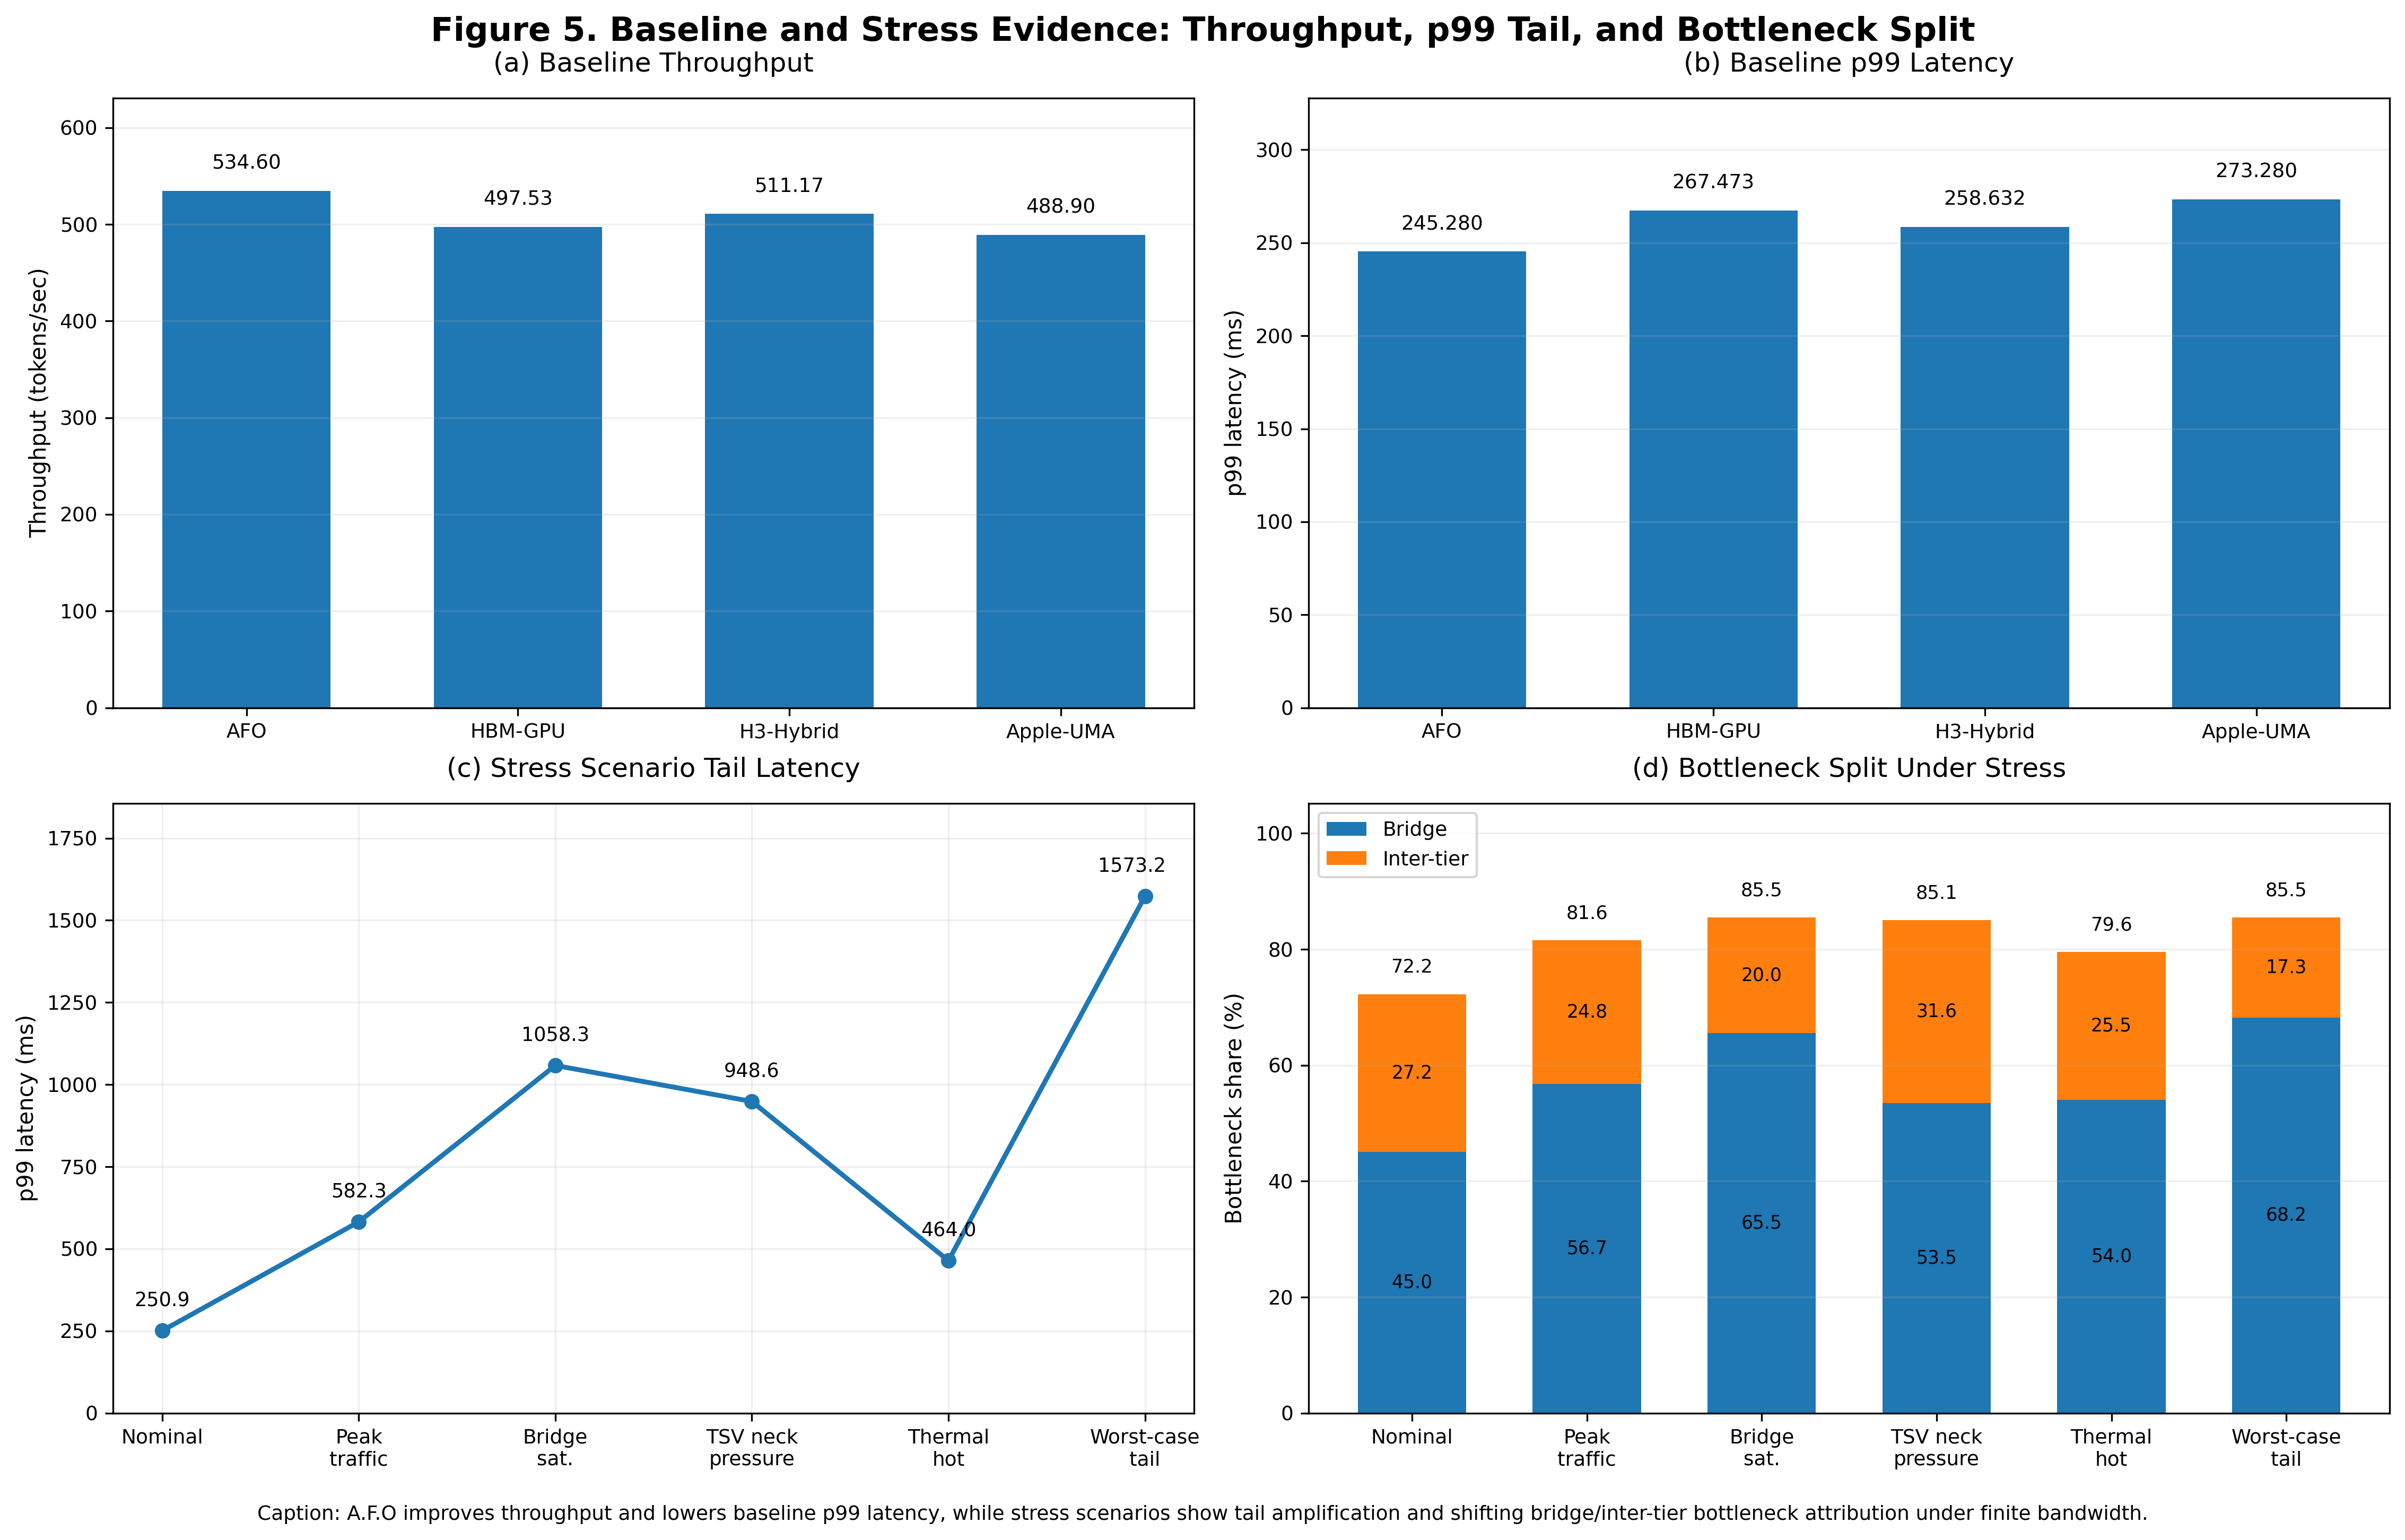 Figure 5. Baseline and Stress Evidence: Throughput, p99 Tail, and Bottleneck Split
(a) Baseline Throughput
Throughput (tokens/sec)
600
500
400
300
200
100
0
534.60
497.53
511.17
488.90
AFO
HBM-GPU
H3-Hybrid
Apple-UMA
(b) Baseline p99 Latency
p99 latency (ms)
300
250
200
150
100
50
0
245.280
267.473
258.632
273.280
AFO
HBM-GPU
H3-Hybrid
Apple-UMA
(c) Stress Scenario Tail Latency
p99 latency (ms)
1750
1500
1250
1000
750
500
250
0
250.9
582.3
1058.3
948.6
464.0
1573.2
Nominal
Peak
traffic
Bridge
sat.
TSV neck
pressure
Thermal
hot
Worst-case
tail
(d) Bottleneck Split Under Stress
Bottleneck share (%)
100
80
60
40
20
0
Bridge
Inter-tier
72.2
81.6
85.5
85.1
79.6
85.5
27.2
24.8
20.0
31.6
25.5
17.3
45.0
56.7
65.5
53.5
54.0
68.2
Nominal
Peak
traffic
Bridge
sat.
TSV neck
pressure
Thermal
hot
Worst-case
tail
Caption: A.F.O improves throughput and lowers baseline p99 latency, while stress scenarios show tail amplification and shifting bridge/inter-tier bottleneck attribution under finite bandwidth.